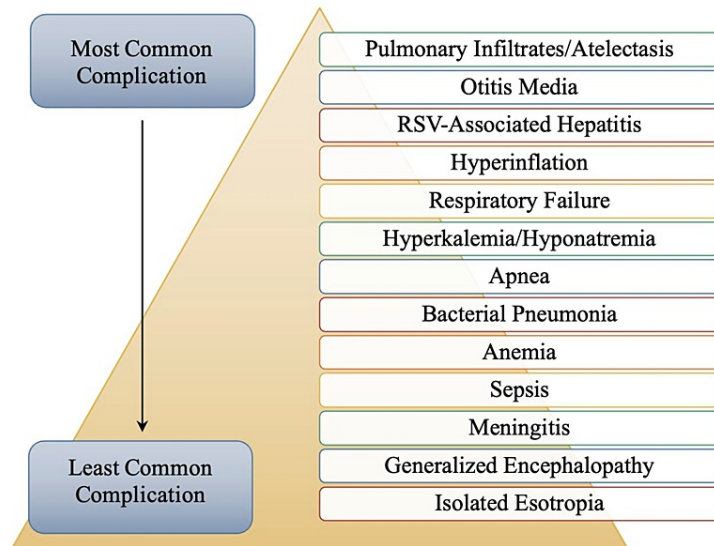 Most Common
Complication
Pulmonary Infiltrates/Atelectasis
Otitis Media
RSV-Associated Hepatitis
Hyperinflation
Respiratory Failure
Hyperkalemia/Hyponatremia
Apnea
Bacterial Pneumonia
Anemia
Sepsis
Meningitis
Generalized Encephalopathy
Isolated Esotropia
Least Common
Complication